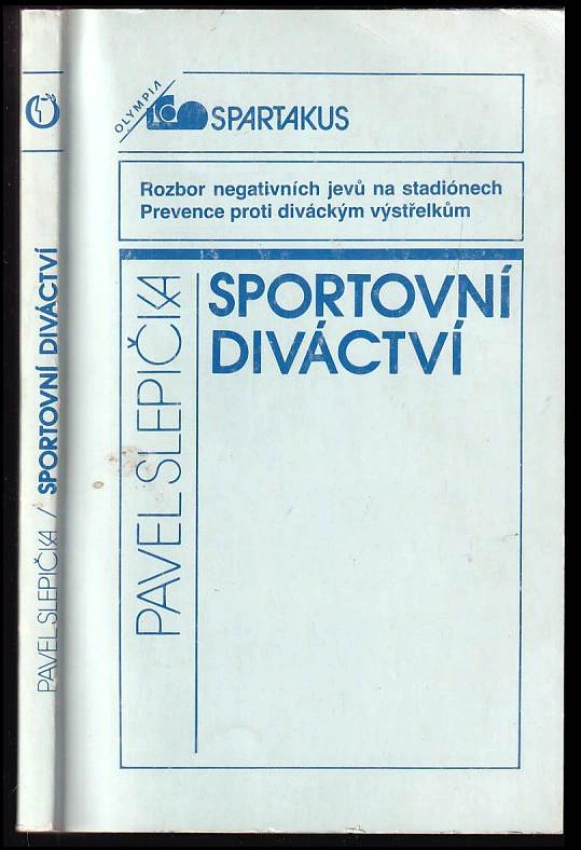 OLYMPIA
SPARTAKUS
Rozbor negativních jevů na stadiónech
Prevence proti diváckým výstřelkům
PAVEL SLEPIČKA
SPORTOVNÍ
DIVÁCTVÍ
PAVEL SLEPIČKA / SPORTOVNÍ DIVÁCTVÍ